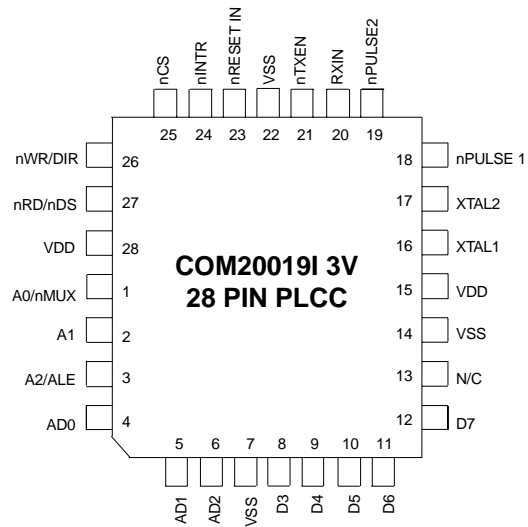 nCS
nINTR
nRESET IN
VSS
nTXEN
RXIN
nPULSE2
25 24 23 22 21 20 19
nWR/DIR 26
nRD/nDS 27
VDD 28
A0/nMUX 1
A1 2
A2/ALE 3
AD0 4
COM20019I 3V
28 PIN PLCC
18 nPULSE 1
17 XTAL2
16 XTAL1
15 VDD
14 VSS
13 N/C
12 D7
5 6 7 8 9 10 11
AD1
AD2
VSS
D3
D4
D5
D6